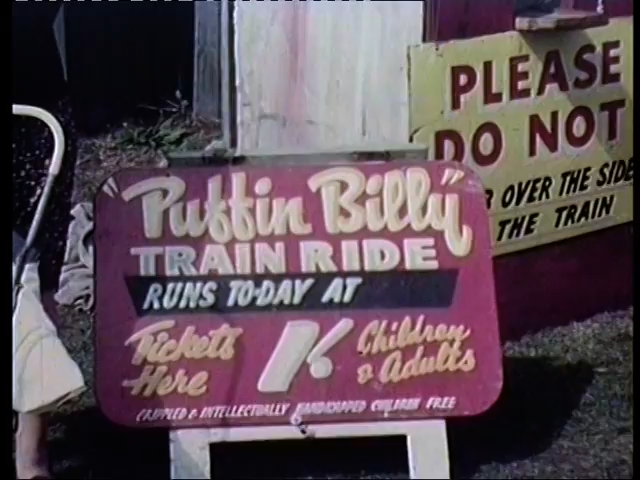 "Puffin Billy"
TRAIN RIDE
RUNS TO-DAY AT
Tickets Here
1/-
Children & Adults
CRIPPLED & INTELLECTUALLY HANDICAPPED CHILDREN FREE
PLEASE
DO NOT
OVER THE SIDE
THE TRAIN